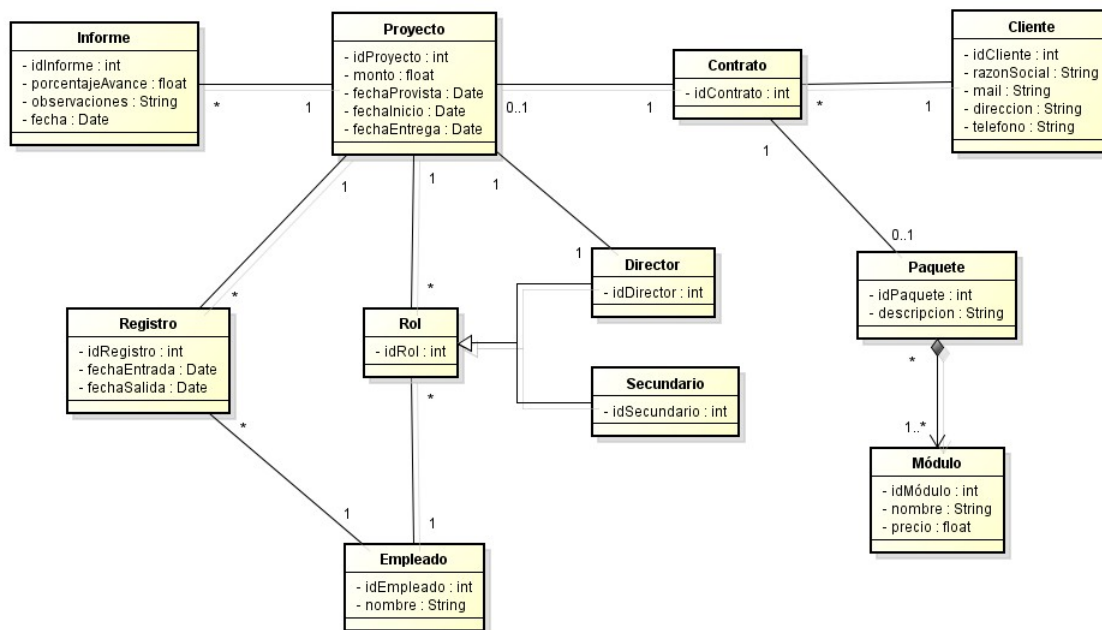 Informe
- idInforme : int
- porcentajeAvance : float
- observaciones : String
- fecha : Date
Proyecto
- idProyecto : int
- monto : float
- fechaProvista : Date
- fechaInicio : Date
- fechaEntrega : Date
Contrato
- idContrato : int
Cliente
- idCliente : int
- razonSocial : String
- mail : String
- direccion : String
- telefono : String
* 1 0..1 1 * 1
1 1 1 1
0..1
* * 1
Director
- idDirector : int
Paquete
- idPaquete : int
- descripcion : String
Registro
- idRegistro : int
- fechaEntrada : Date
- fechaSalida : Date
Rol
- idRol : int
Secundario
- idSecundario : int
*
* *
1..*
Módulo
- idMódulo : int
- nombre : String
- precio : float
1 1
Empleado
- idEmpleado : int
- nombre : String